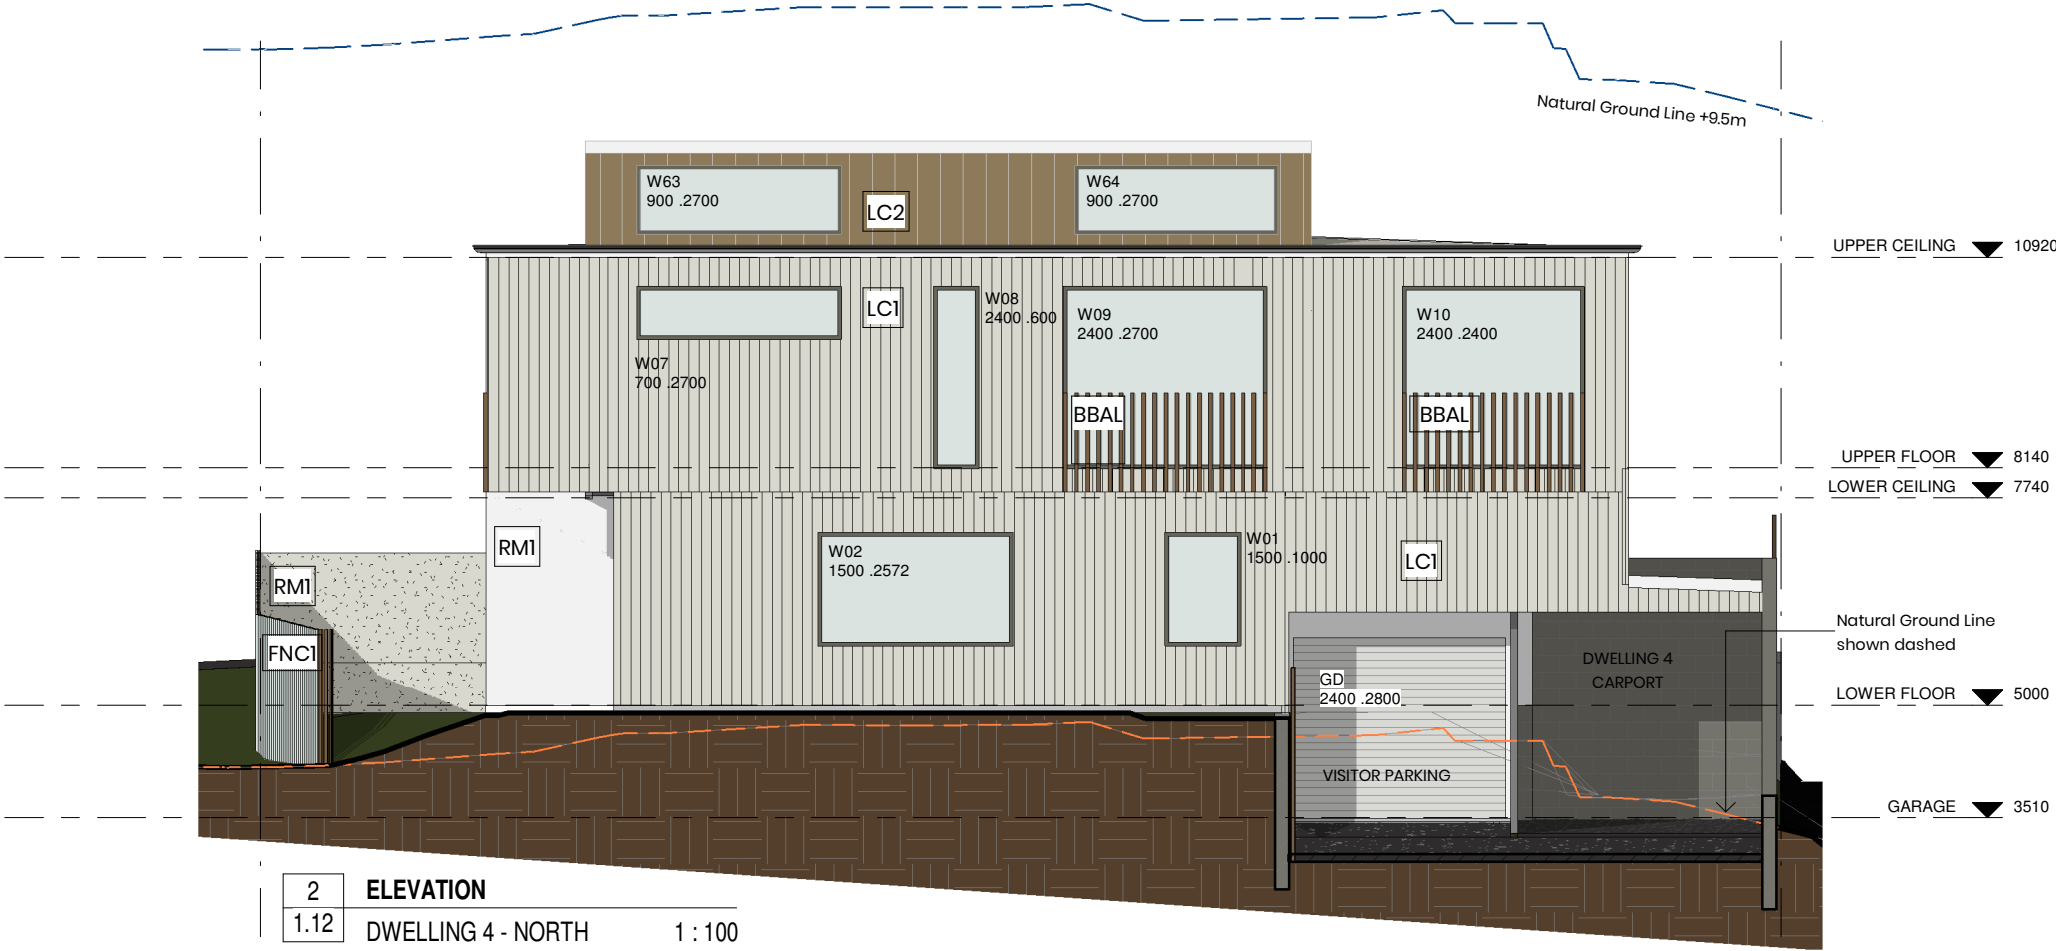 Natural Ground Line +9.5m
W63
900 .2700
LC2
W64
900 .2700
UPPER CEILING 10920
LC1
W08
2400 .600
W09
2400 .2700
W10
2400 .2400
W07
700 .2700
BBAL
BBAL
UPPER FLOOR 8140
LOWER CEILING 7740
RM1
W02
1500 .2572
W01
1500 .1000
LC1
RM1
FNC1
Natural Ground Line
shown dashed
DWELLING 4
CARPORT
GD
2400 .2800
LOWER FLOOR 5000
VISITOR PARKING
GARAGE 3510
2 ELEVATION
1.12 DWELLING 4 - NORTH 1 : 100